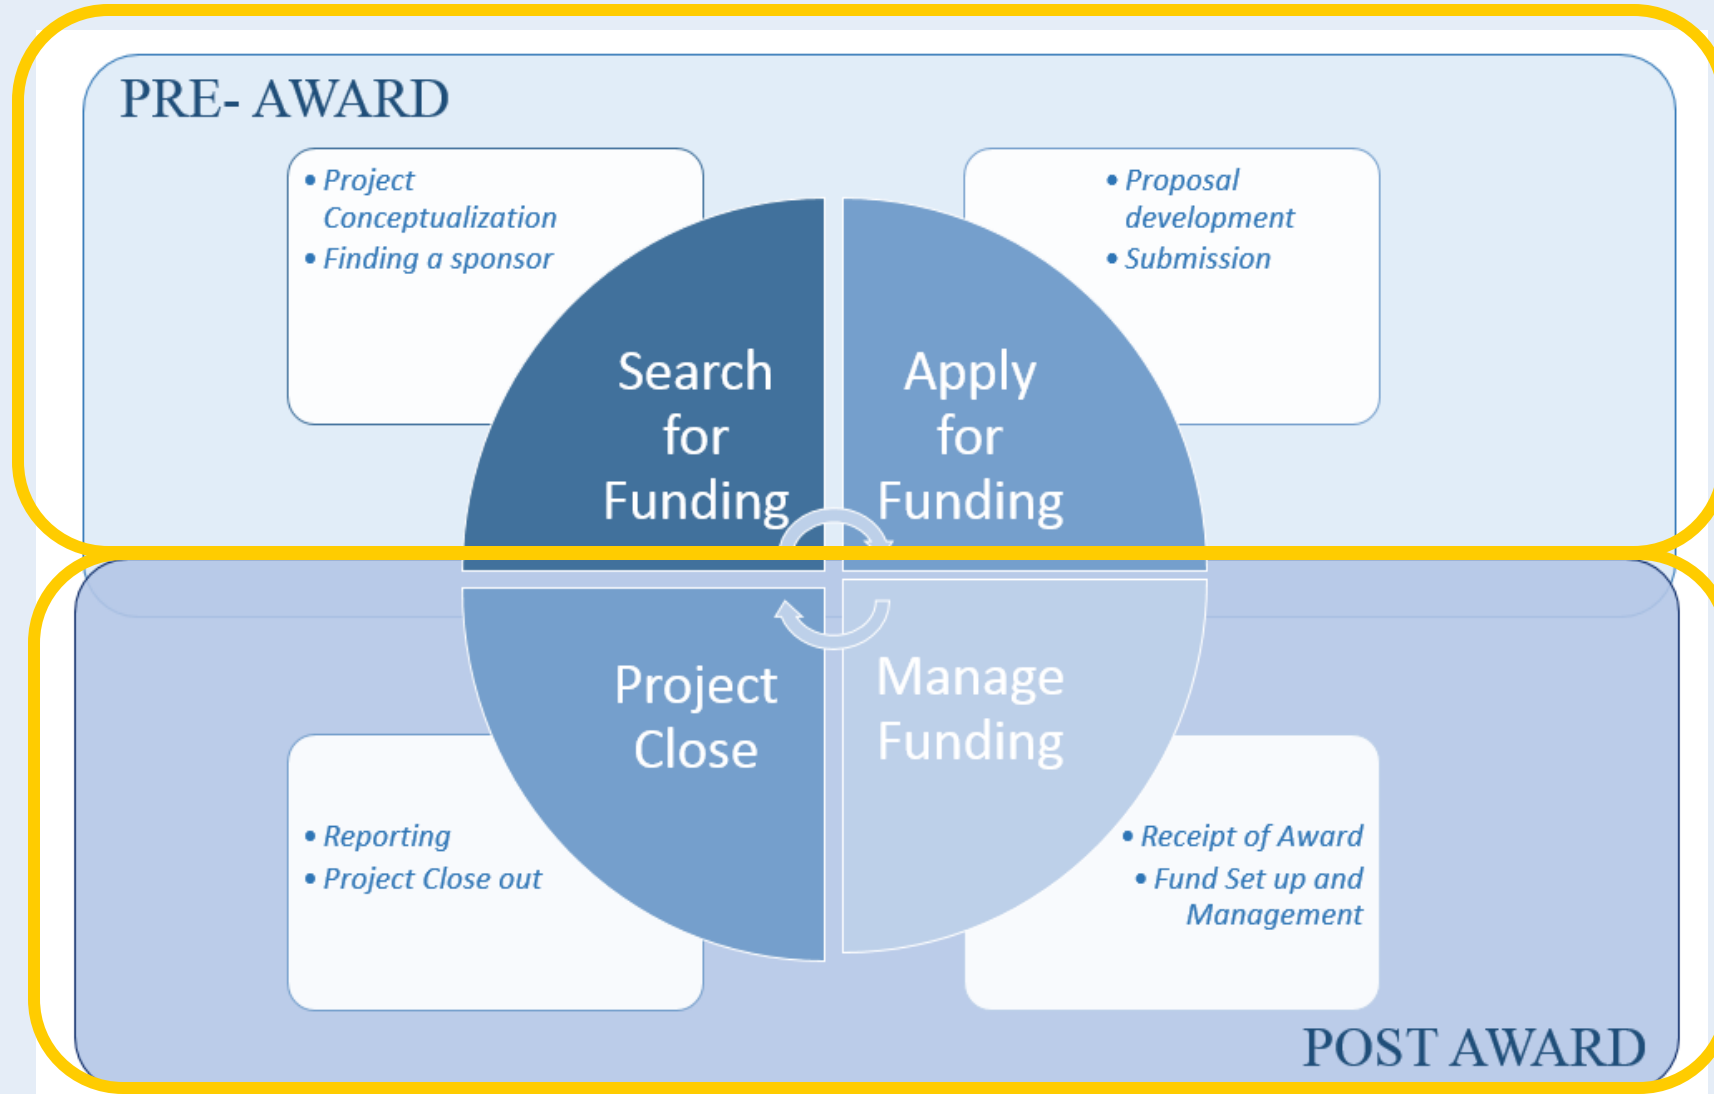 PRE- AWARD
• Project
Conceptualization
• Finding a sponsor
• Proposal
development
• Submission
Search
for
Funding
Apply
for
Funding
Project
Close
Manage
Funding
• Reporting
• Project Close out
• Receipt of Award
• Fund Set up and
Management
POST AWARD